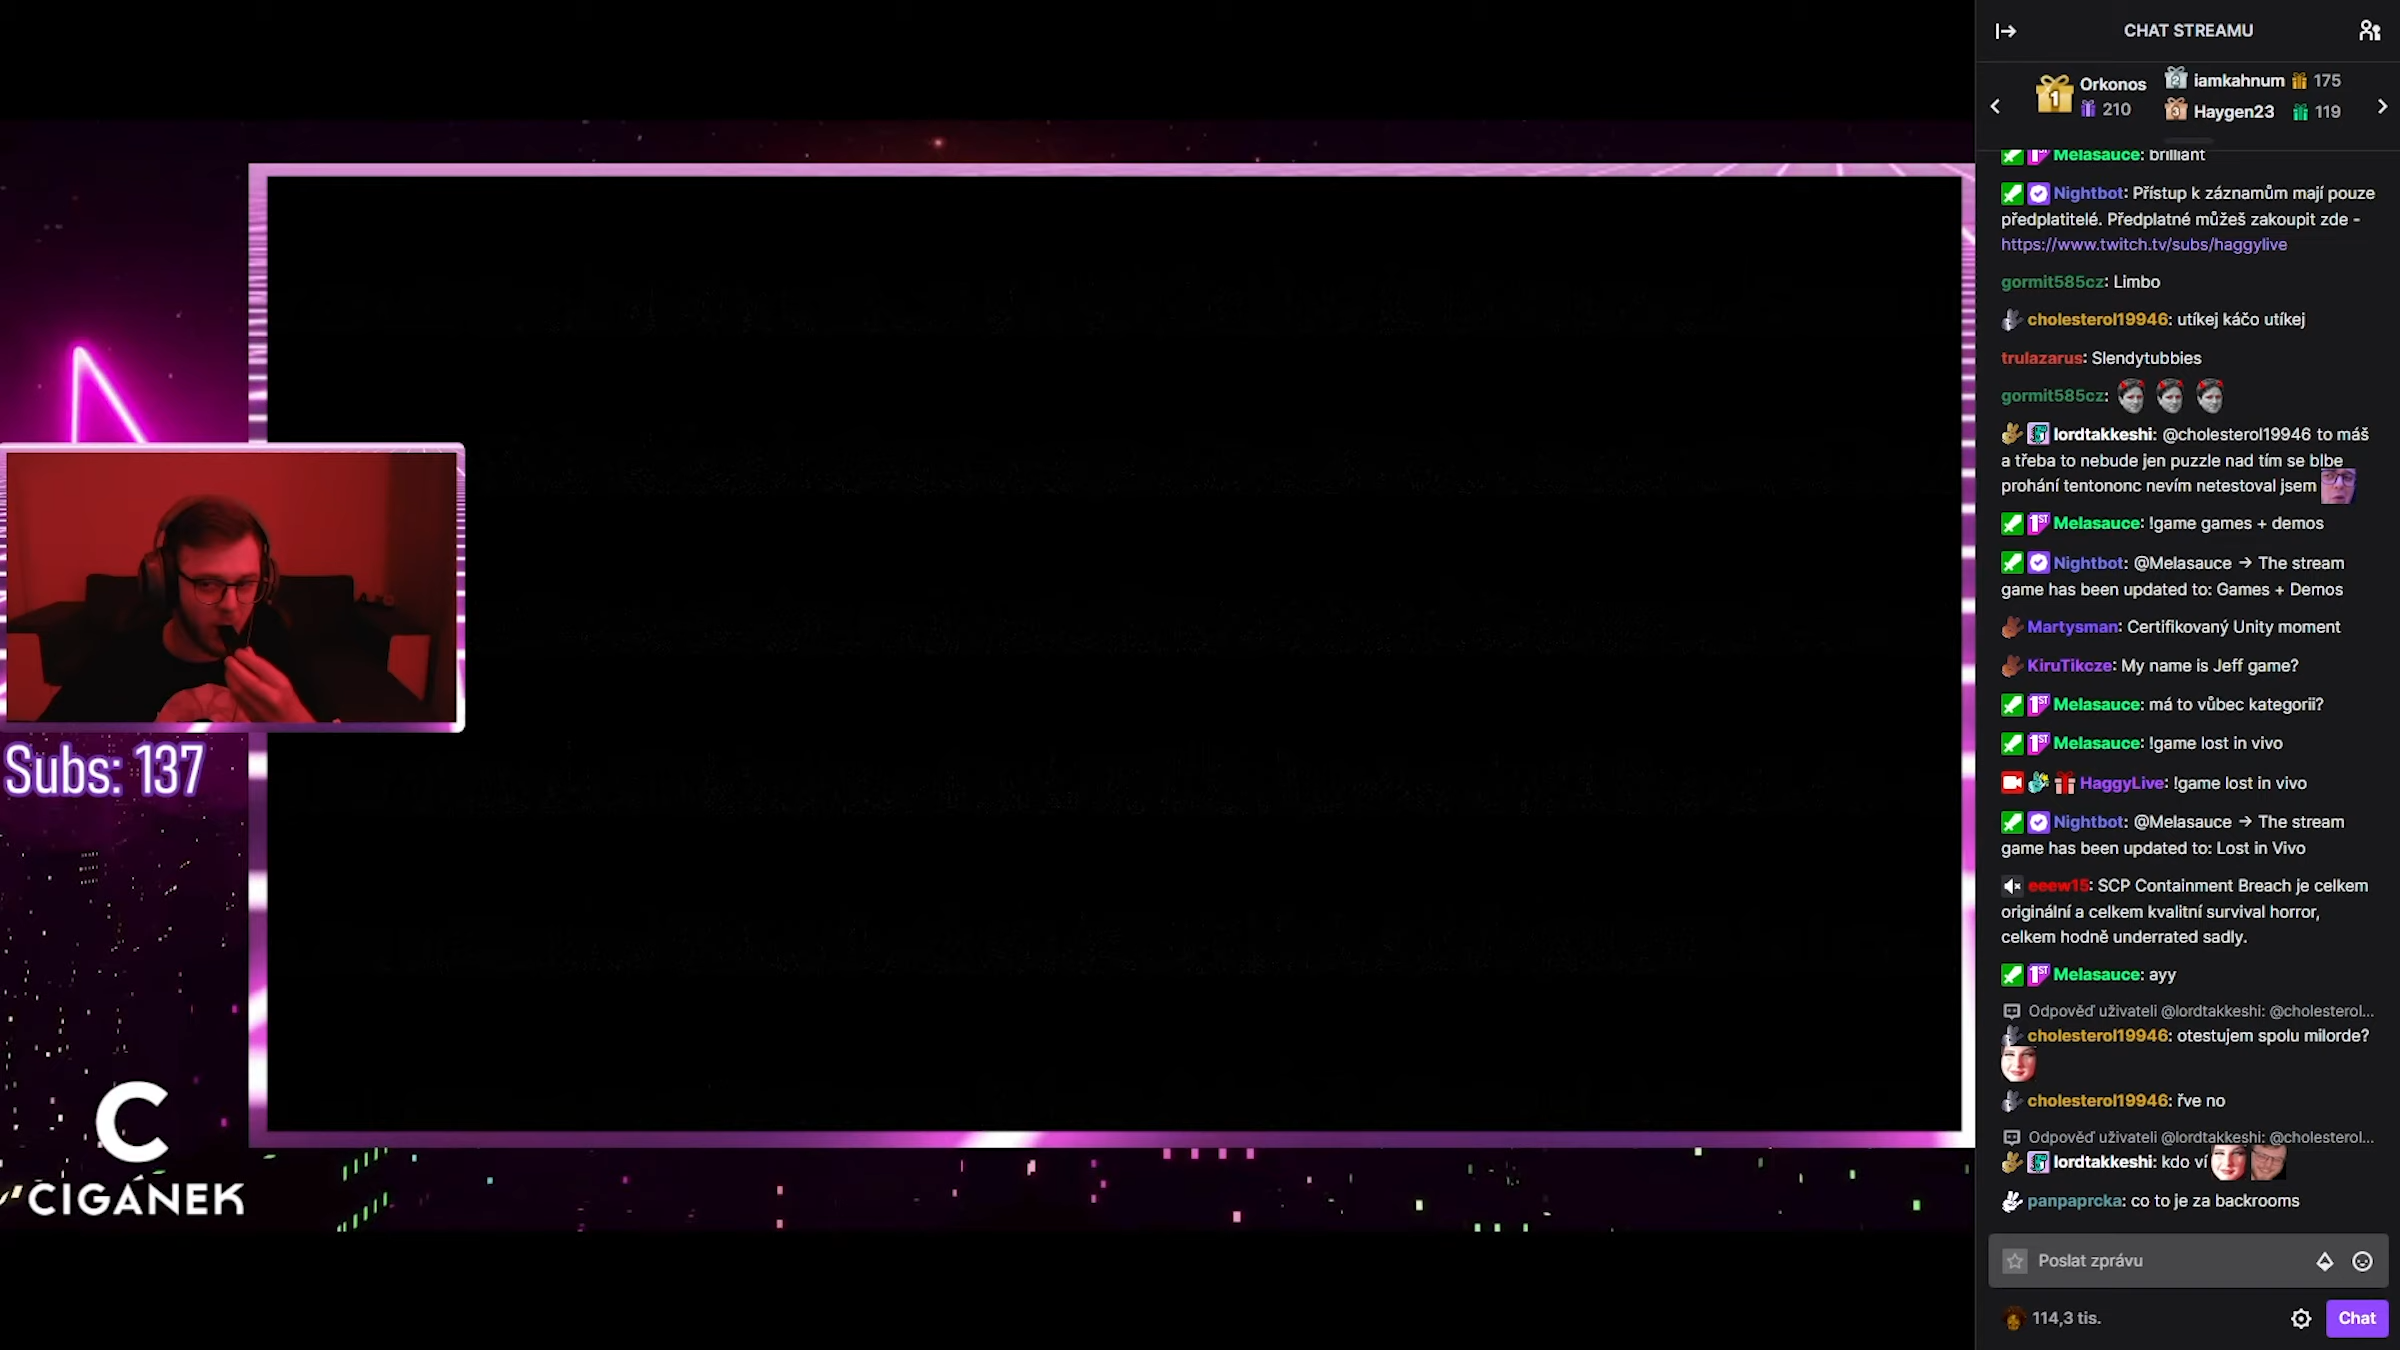 CHAT STREAMU
1
Orkonos
210
2 iamkahnum 175
3 Haygen23 119
Melasauce: brilliant
Nightbot: Přístup k záznamům mají pouze
předplatitelé. Předplatné můžeš zakoupit zde -
https://www.twitch.tv/subs/haggylive
gormit585cz: Limbo
cholesterol19946: utíkej káčo utíkej
trulazarus: Slendytubbies
gormit585cz:
lordtakkeshi: @cholesterol19946 to máš
a třeba to nebude jen puzzle nad tím se blbe
prohání tentononc nevím netestoval jsem
Melasauce: !game games + demos
Nightbot: @Melasauce → The stream
game has been updated to: Games + Demos
Martysman: Certifikovaný Unity moment
KiruTikcze: My name is Jeff game?
Melasauce: má to vůbec kategorii?
Melasauce: !game lost in vivo
HaggyLive: !game lost in vivo
Nightbot: @Melasauce → The stream
game has been updated to: Lost in Vivo
eeew15: SCP Containment Breach je celkem
originální a celkem kvalitní survival horror,
celkem hodně underrated sadly.
Melasauce: ayy
Odpověď uživateli @lordtakkeshi: @cholesterol...
cholesterol19946: otestujem spolu milorde?
cholesterol19946: řve no
Odpověď uživateli @lordtakkeshi: @cholesterol...
lordtakkeshi: kdo ví
panpaprcka: co to je za backrooms
Poslat zprávu
114,3 tis.
Chat
Subs: 137
C
CIGÁNEK